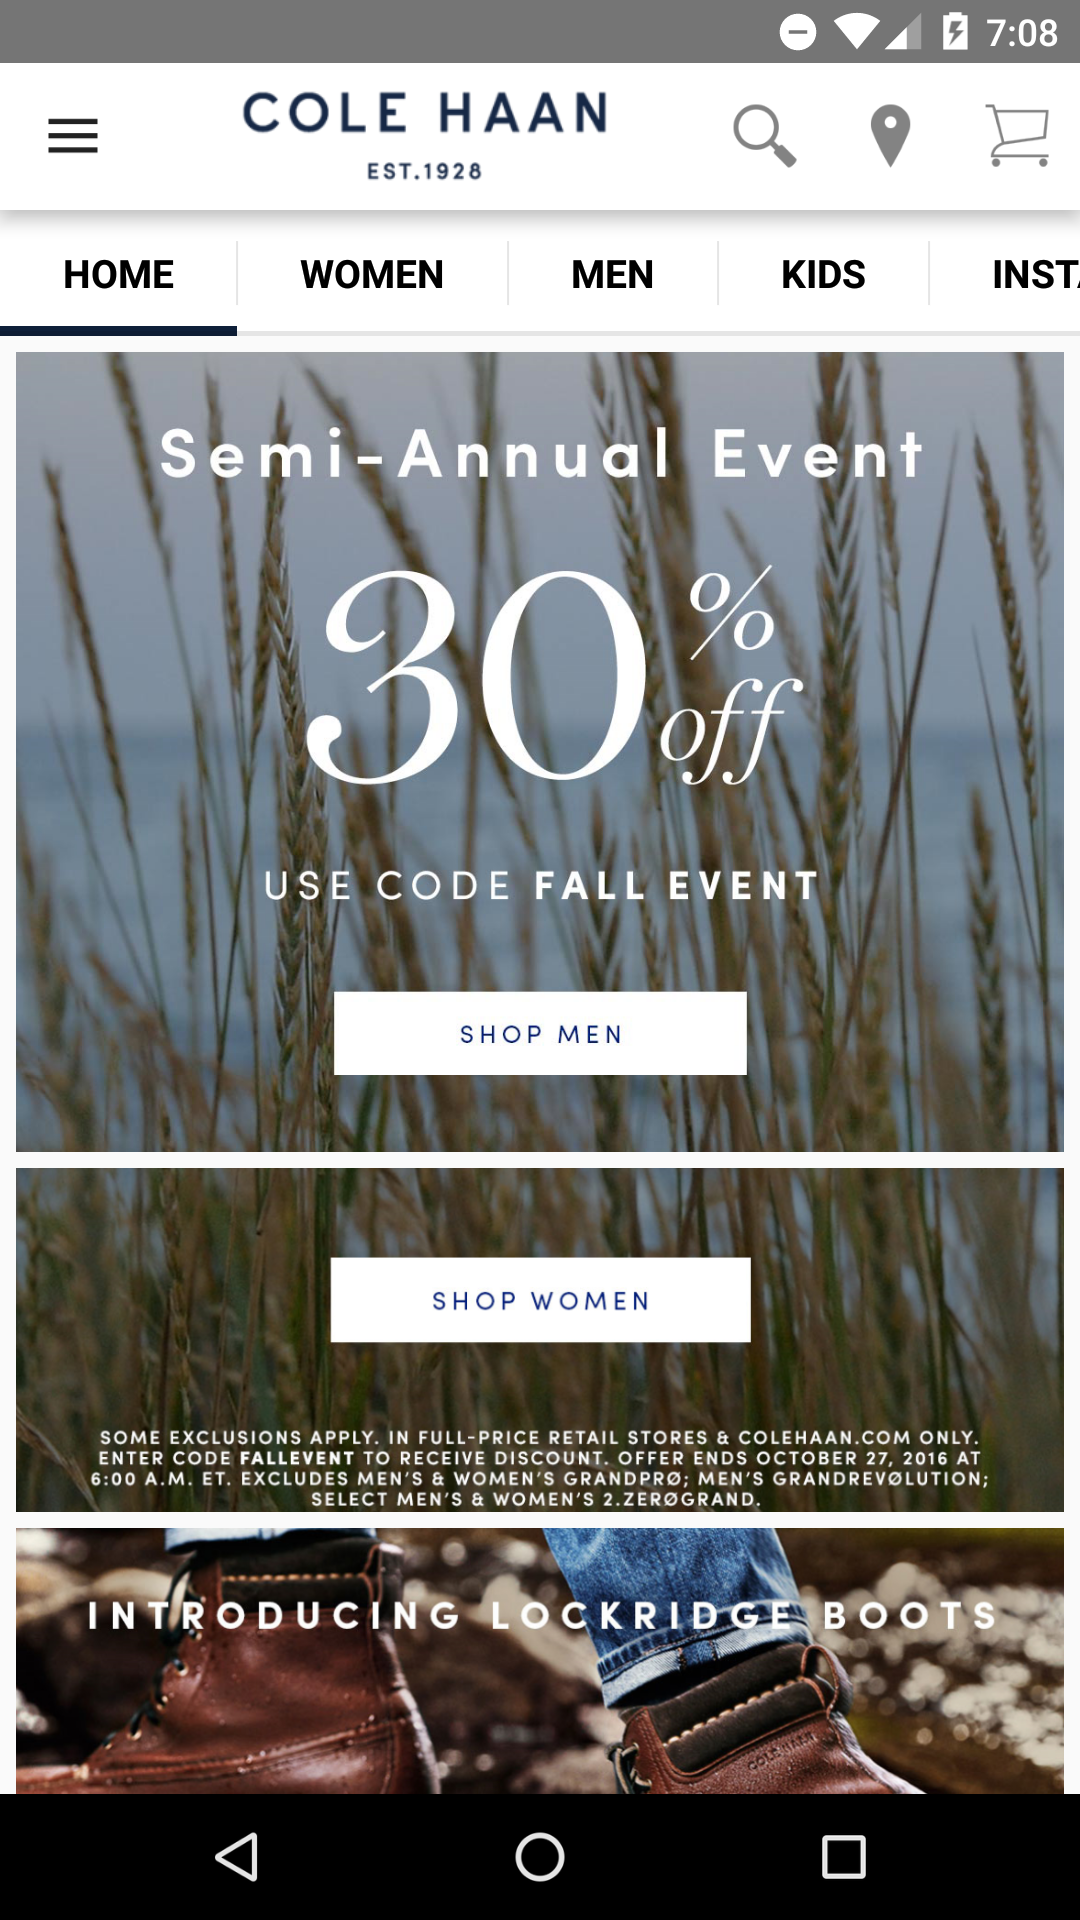 7:08
COLE HAAN
EST.1928
HOME WOMEN MEN KIDS INSTA
Semi-Annual Event
30% off
USE CODE FALL EVENT
SHOP MEN
SHOP WOMEN
SOME EXCLUSIONS APPLY. IN FULL-PRICE RETAIL STORES & COLEHAAN.COM ONLY.
ENTER CODE FALLEVENT TO RECEIVE DISCOUNT. OFFER ENDS OCTOBER 27, 2016 AT
6:00 A.M. ET. EXCLUDES MEN'S & WOMEN'S GRANDPRØ; MEN'S GRANDREVØLUTION;
SELECT MEN'S & WOMEN'S 2.ZERØGRAND.
INTRODUCING LOCKRIDGE BOOTS
COLE HAAN